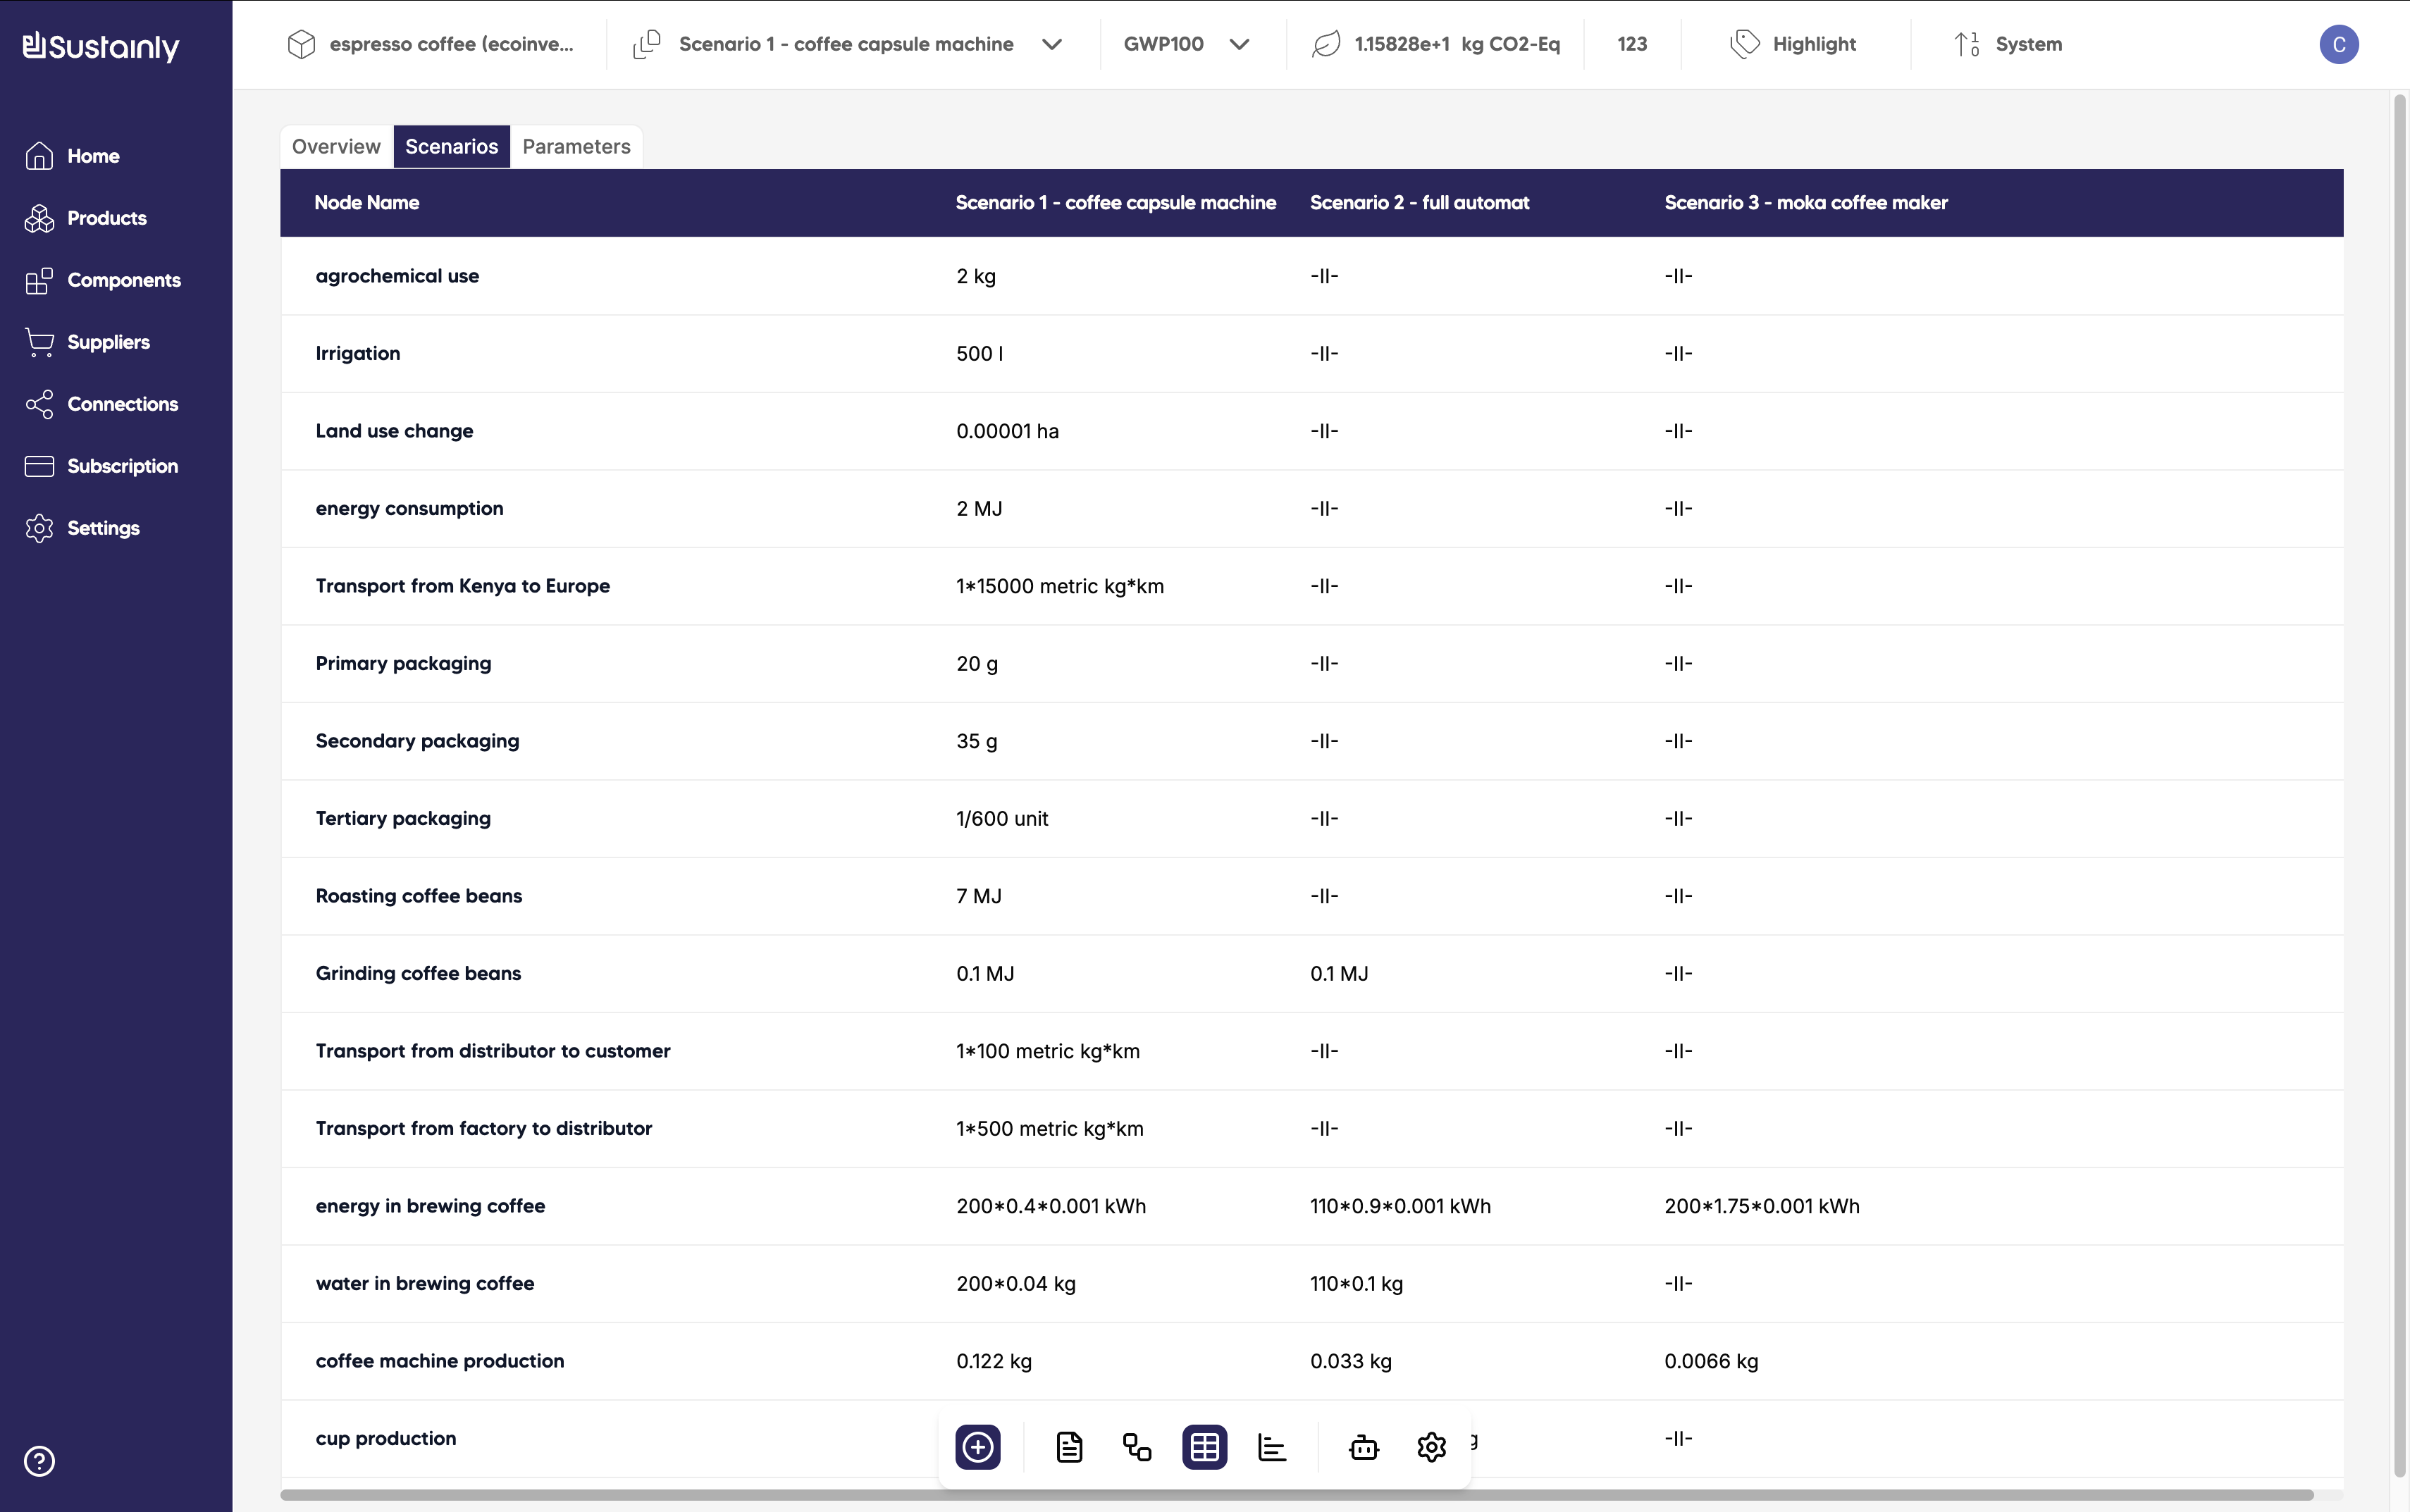 Sustainly
espresso coffee (ecoinve...
Scenario 1 - coffee capsule machine
GWP100
1.15828e+1 kg CO2-Eq
123
Highlight
System
C
Home
Products
Components
Suppliers
Connections
Subscription
Settings
Overview Scenarios Parameters
Node Name Scenario 1 - coffee capsule machine Scenario 2 - full automat Scenario 3 - moka coffee maker
agrochemical use 2 kg -II- -II-
Irrigation 500 l -II- -II-
Land use change 0.00001 ha -II- -II-
energy consumption 2 MJ -II- -II-
Transport from Kenya to Europe 1*15000 metric kg*km -II- -II-
Primary packaging 20 g -II- -II-
Secondary packaging 35 g -II- -II-
Tertiary packaging 1/600 unit -II- -II-
Roasting coffee beans 7 MJ -II- -II-
Grinding coffee beans 0.1 MJ 0.1 MJ -II-
Transport from distributor to customer 1*100 metric kg*km -II- -II-
Transport from factory to distributor 1*500 metric kg*km -II- -II-
energy in brewing coffee 200*0.4*0.001 kWh 110*0.9*0.001 kWh 200*1.75*0.001 kWh
water in brewing coffee 200*0.04 kg 110*0.1 kg -II-
coffee machine production 0.122 kg 0.033 kg 0.0066 kg
cup production -II-